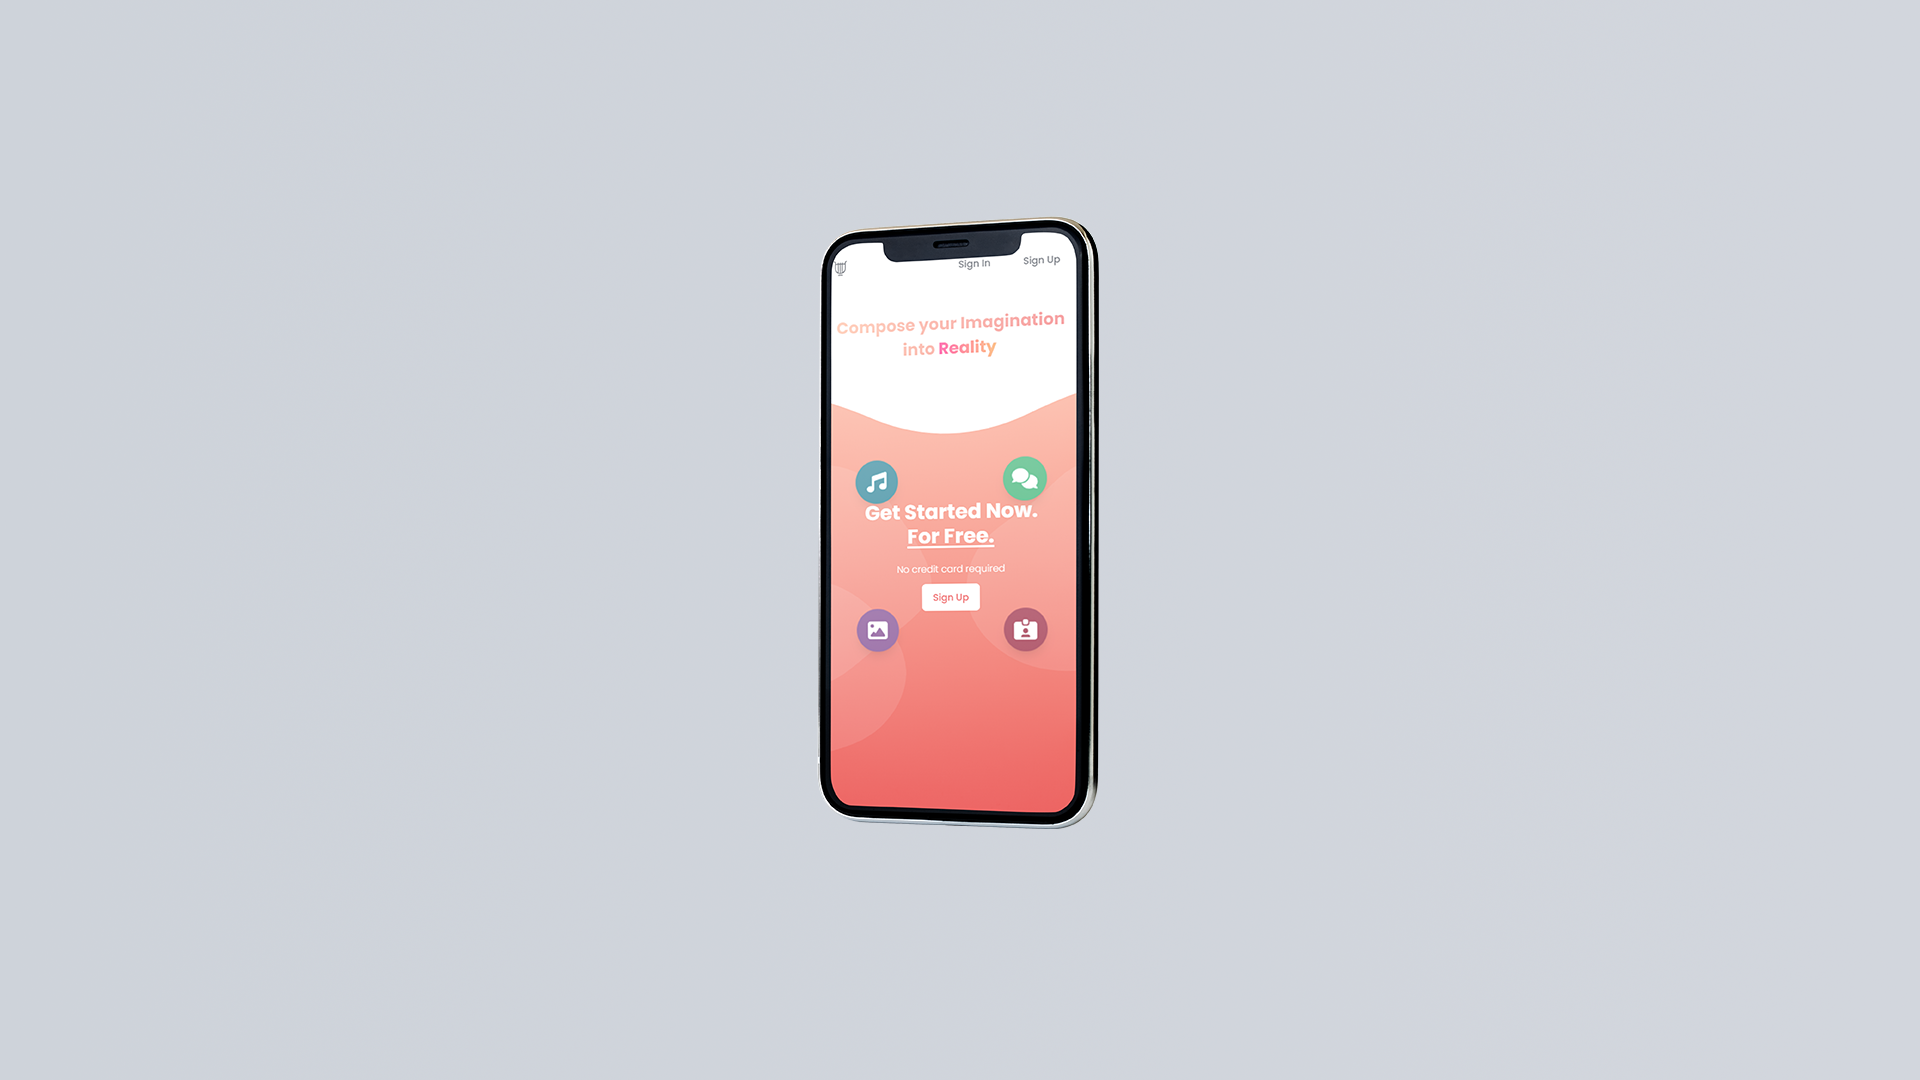 Sign In Sign Up
Compose your Imagination
into Reality
Get Started Now.
For Free.
No credit card required
Sign Up